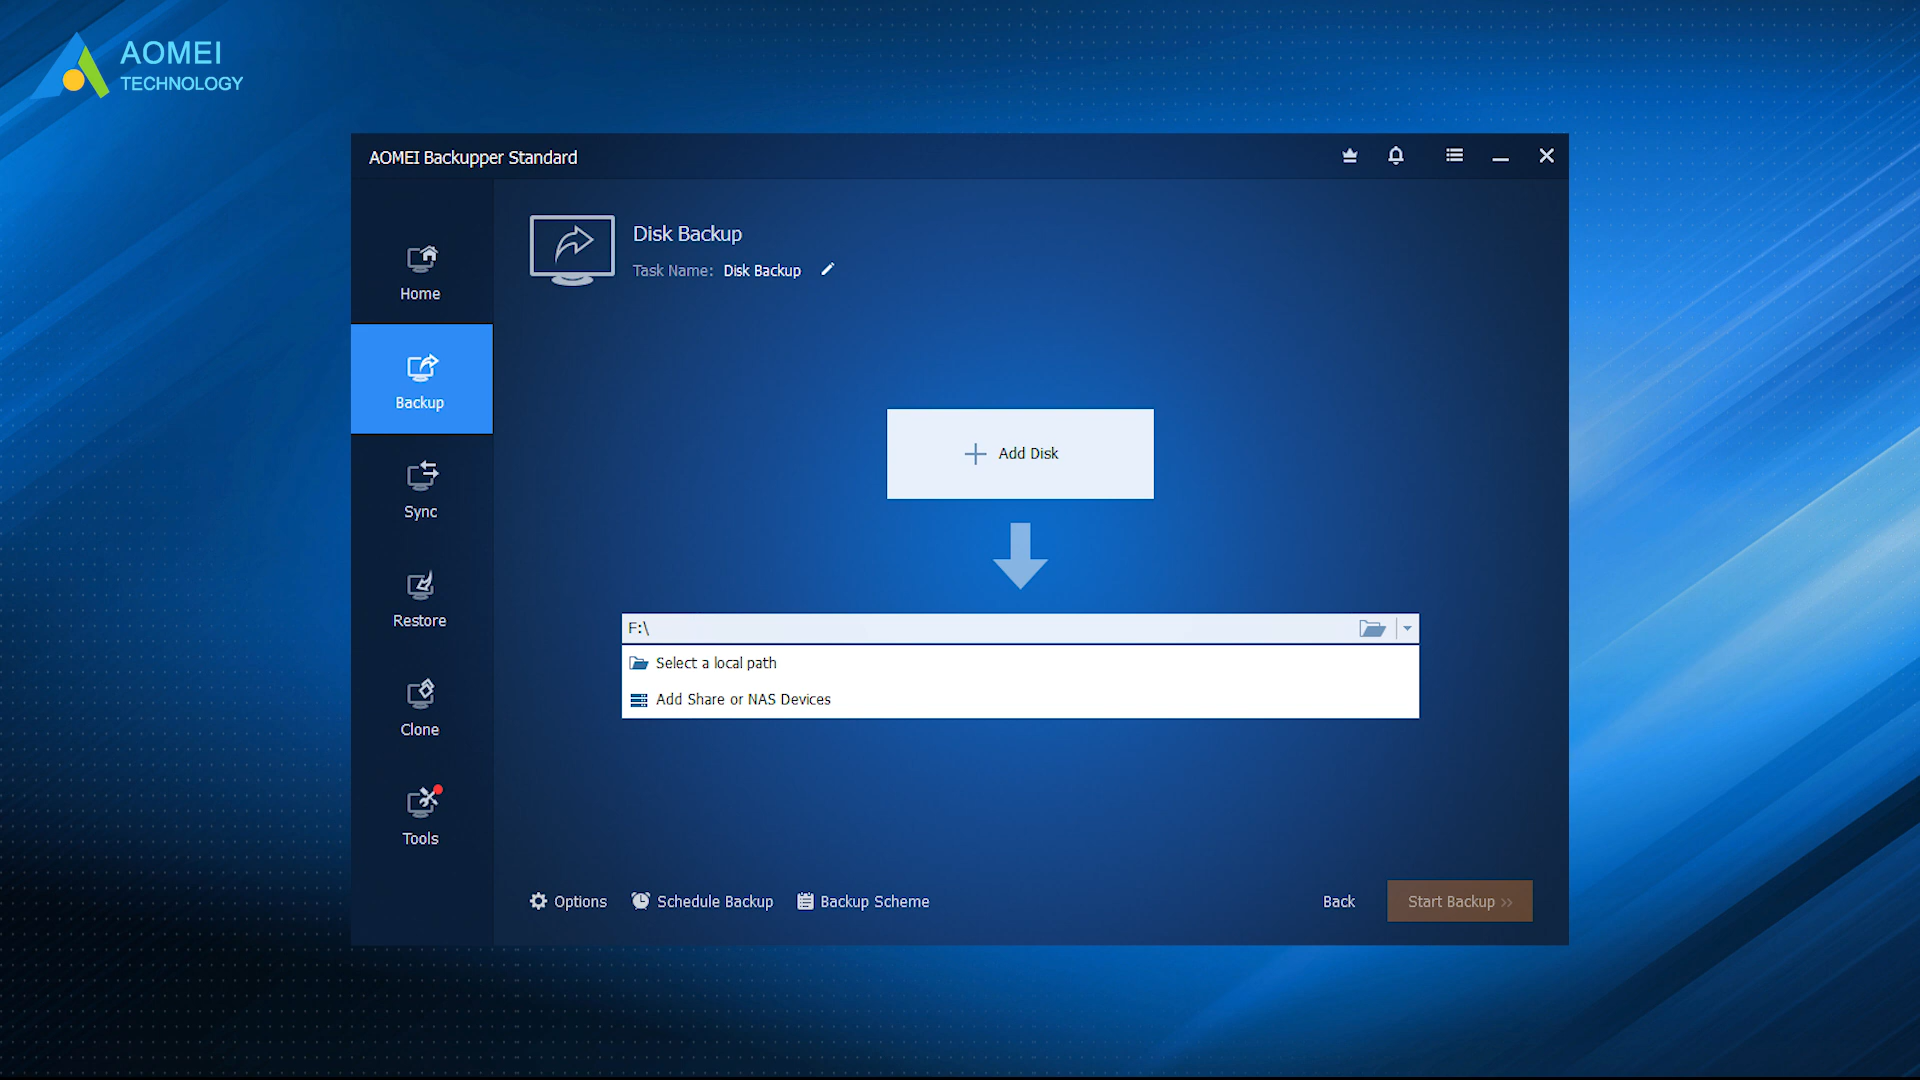 AOMEI
TECHNOLOGY
AOMEI Backupper Standard
Home
Backup
Sync
Restore
Clone
Tools
Disk Backup
Task Name: Disk Backup
Add Disk
F:\
Select a local path
Add Share or NAS Devices
Options
Schedule Backup
Backup Scheme
Back
Start Backup >>